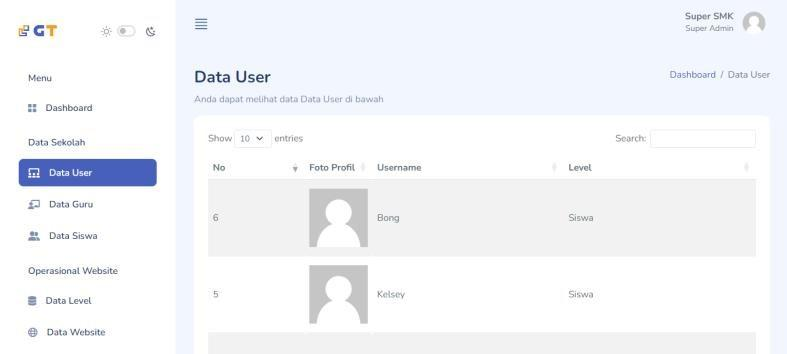 GT
Menu
Dashboard
Data Sekolah
Data User
Data Guru
Data Siswa
Operasional Website
Data Level
Data Website
Super SMK
Super Admin
Data User
Dashboard / Data User
Anda dapat melihat data Data User di bawah
Show 10 entries
Search:
No Foto Profil Username Level
6 Bong Siswa
5 Kelsey Siswa